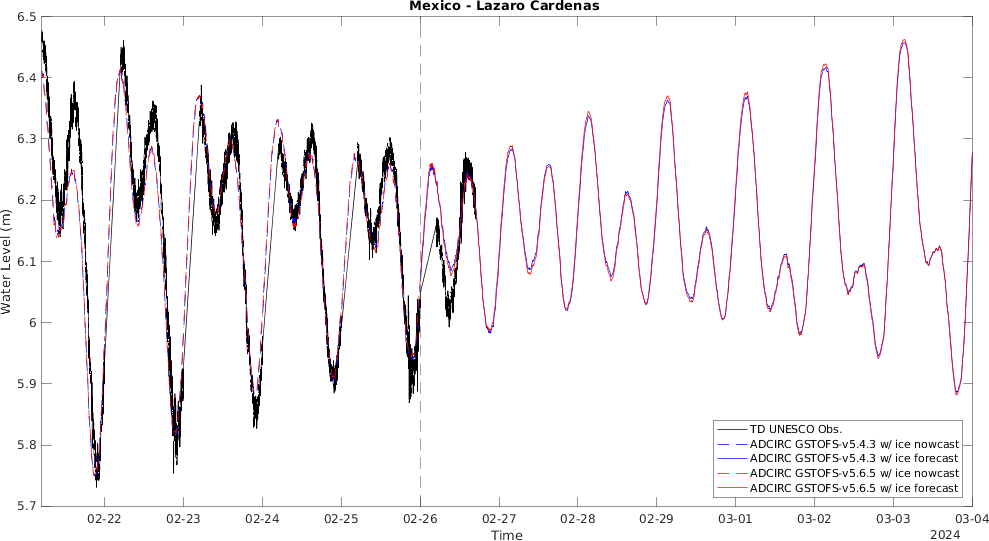 Mexico - Lazaro Cardenas
6.5
6.4
6.3
6.2
6.1
6
5.9
5.8
5.7
Water Level (m)
TD UNESCO Obs.
ADCIRC GSTOFS-v5.4.3 w/ ice nowcast
ADCIRC GSTOFS-v5.4.3 w/ ice forecast
ADCIRC GSTOFS-v5.6.5 w/ ice nowcast
ADCIRC GSTOFS-v5.6.5 w/ ice forecast
02-22 02-23 02-24 02-25 02-26 02-27 02-28 02-29 03-01 03-02 03-03 03-04
Time
2024